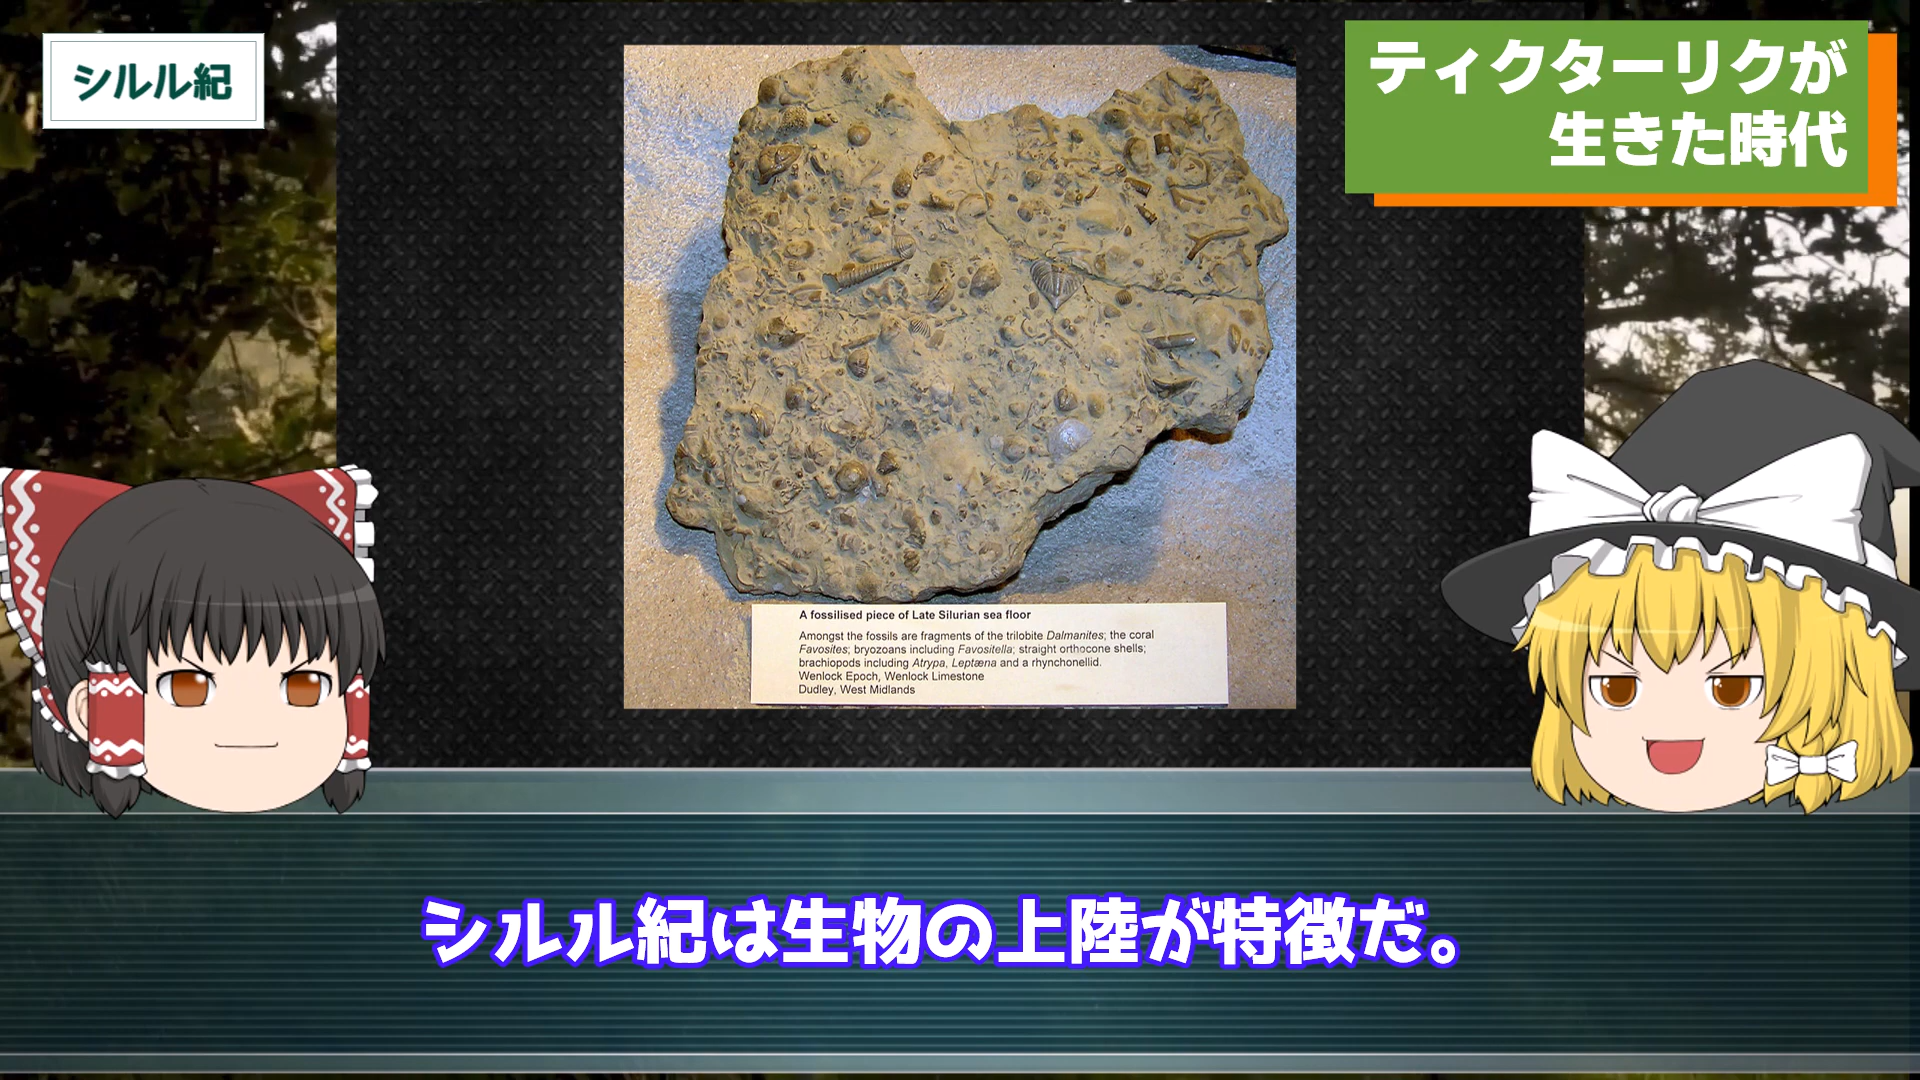 シルル紀
ティクターリクが
生きた時代
A fossilised piece of Late Silurian sea floor
Amongst the fossils are fragments of the trilobite Dalmanites; the coral
Favosites; bryozoans including Favositella; straight orthocone shells;
brachiopods including Atrypa, Leptæna and a rhynchonellid.
Wenlock Epoch, Wenlock Limestone
Dudley, West Midlands
シルル紀は生物の上陸が特徴だ。